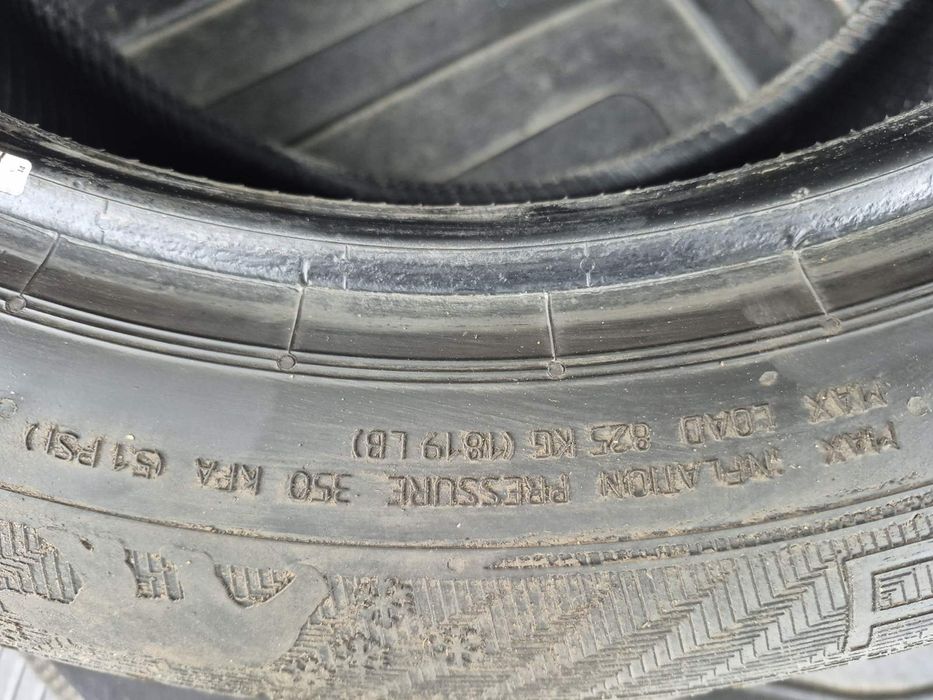 MAX INFLATION PRESSURE 350 KPA (51 PSI)
MAX LOAD 825 KG (1819 LB)